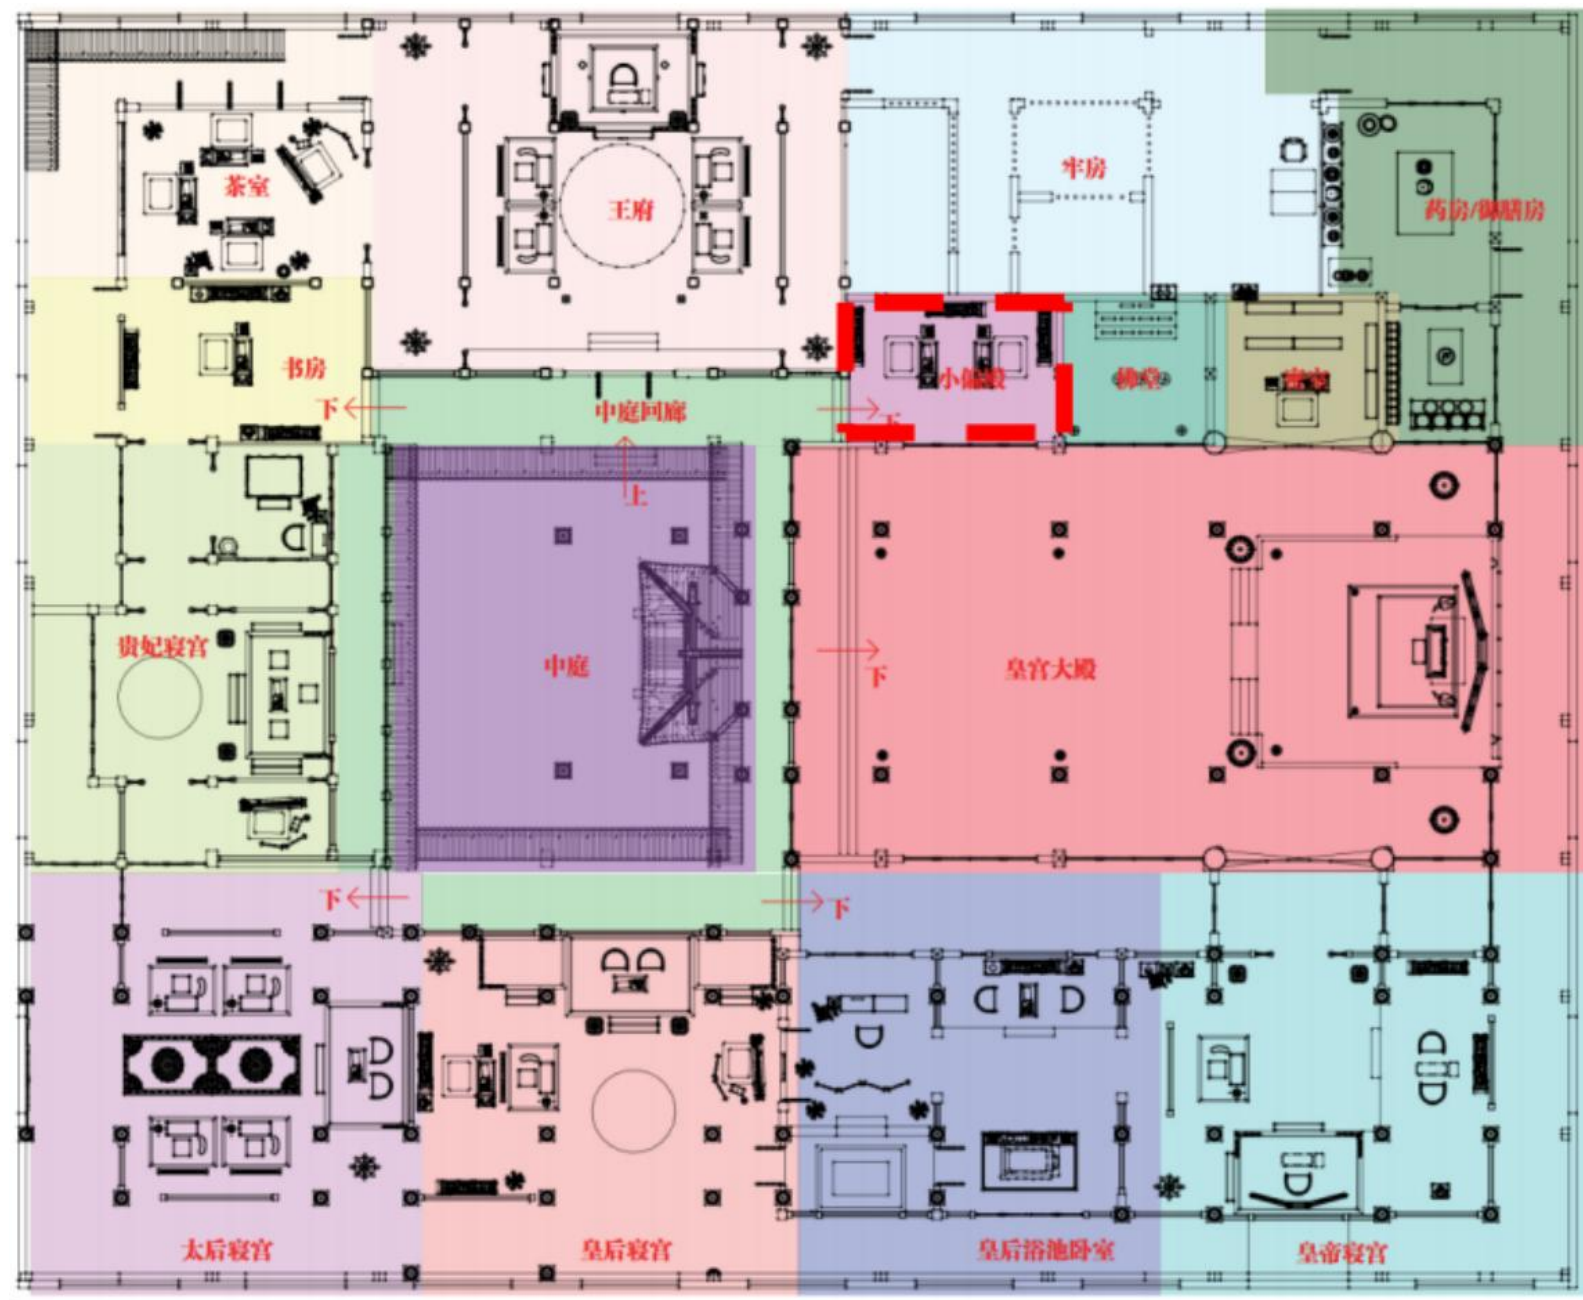 茶室
王府
牢房
药房/御膳房
书房
下
中庭回廊
下
小偏殿
佛堂
上
贵妃寝宫
中庭
下
皇宫大殿
下
下
太后寝宫
皇后寝宫
皇后浴池卧室
皇帝寝宫